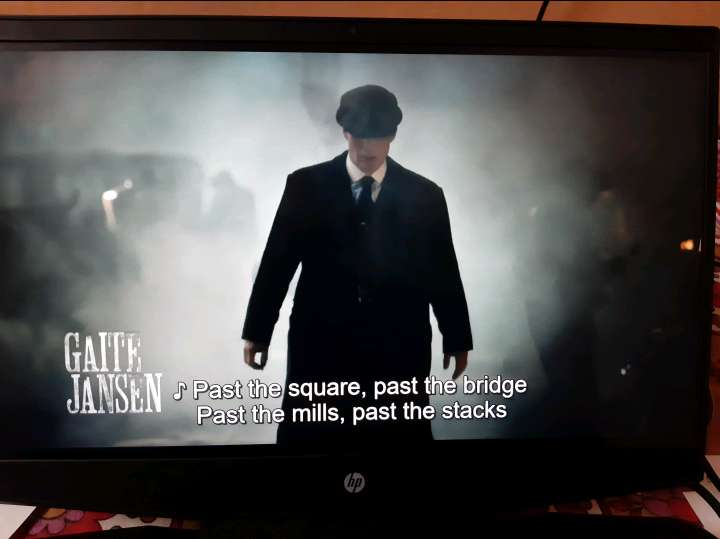 GAITE
JANSEN
♪ Past the square, past the bridge
Past the mills, past the stacks
hp